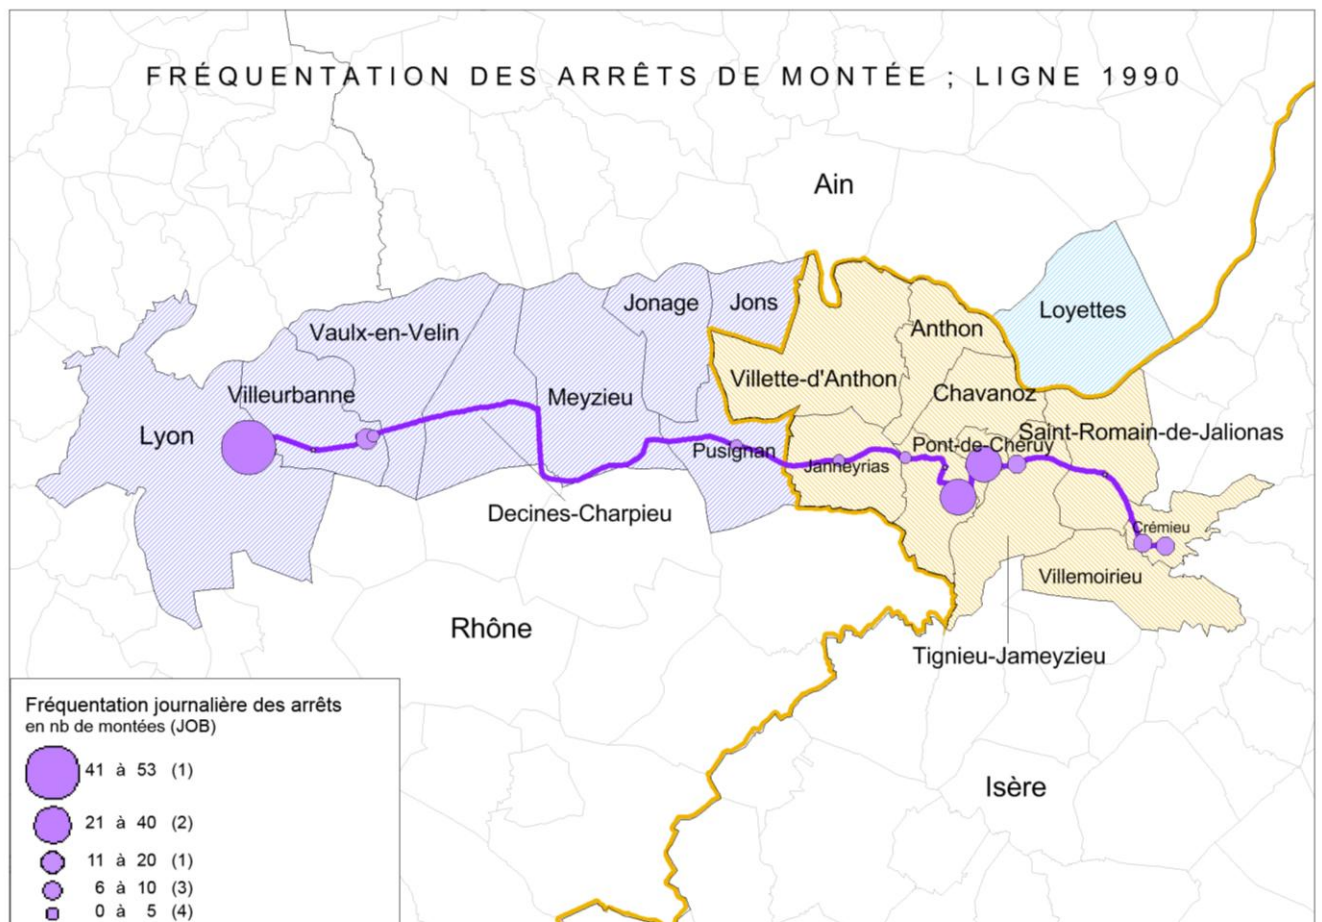 FRÉQUENTATION DES ARRÊTS DE MONTÉE ; LIGNE 1990
Ain
Jonage
Jons
Loyettes
Vaulx-en-Velin
Anthon
Villette-d'Anthon
Villeurbanne
Meyzieu
Chavanoz
Lyon
Saint-Romain-de-Jalionas
Pont-de-Chéruy
Pusignan
Janneyrias
Decines-Charpieu
Crémieu
Villemoirieu
Rhône
Tignieu-Jameyzieu
Isère
Fréquentation journalière des arrêts
en nb de montées (JOB)
41 à 53 (1)
21 à 40 (2)
11 à 20 (1)
6 à 10 (3)
0 à 5 (4)